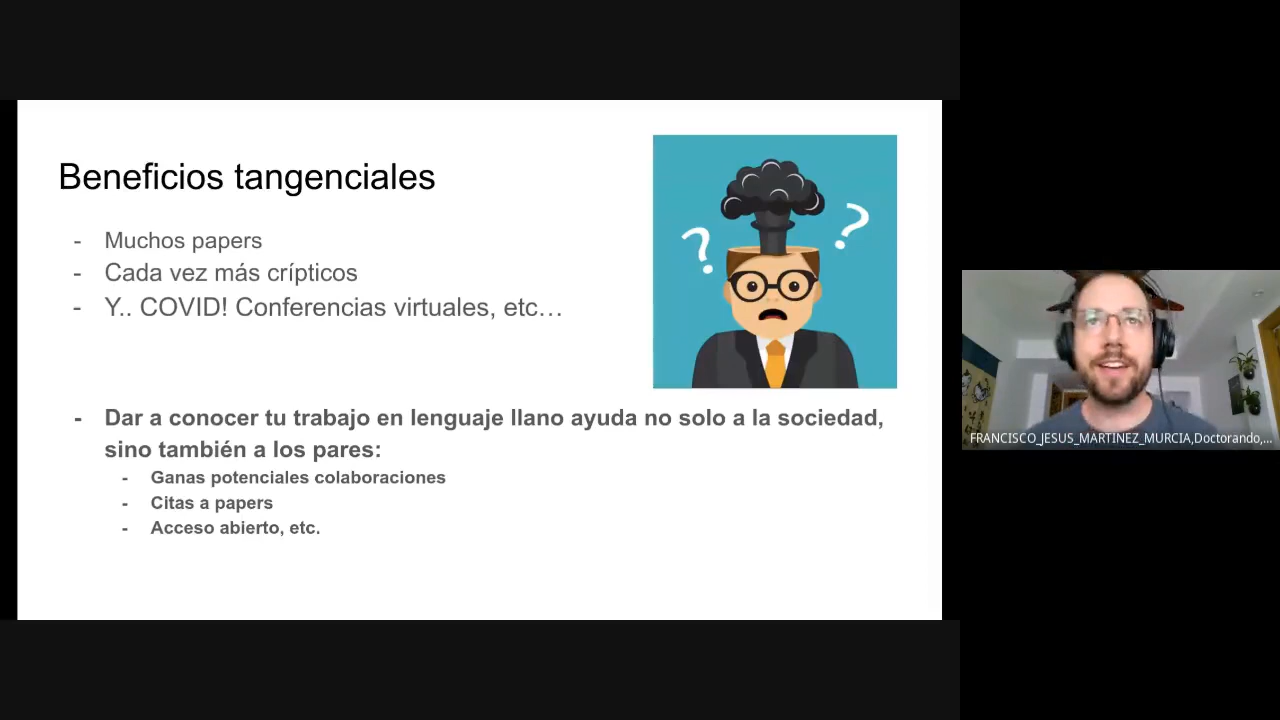 Beneficios tangenciales
- Muchos papers
- Cada vez más crípticos
- Y.. COVID! Conferencias virtuales, etc…
- Dar a conocer tu trabajo en lenguaje llano ayuda no solo a la sociedad,
sino también a los pares:
- Ganas potenciales colaboraciones
- Citas a papers
- Acceso abierto, etc.
? ?
FRANCISCO_JESUS_MARTINEZ_MURCIA,Doctorando,...